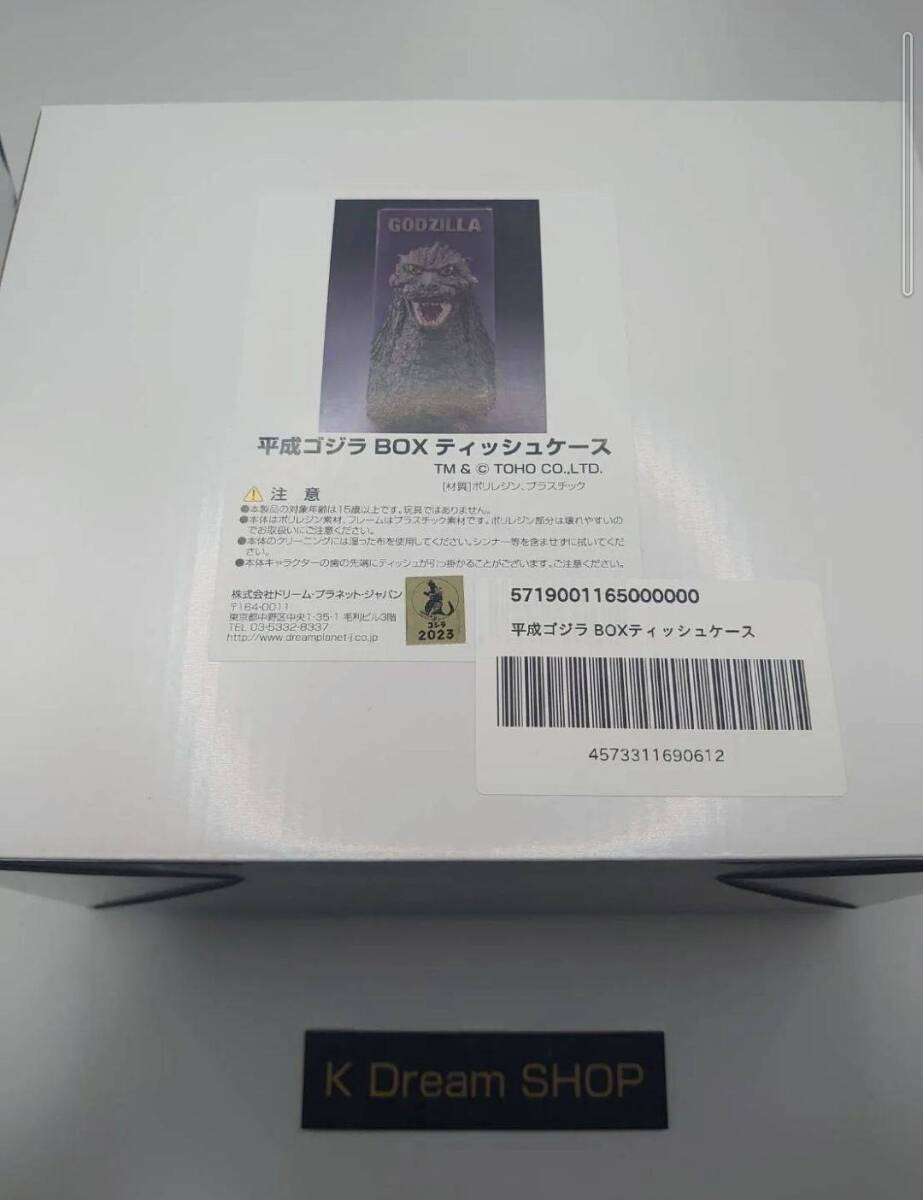 GODZILLA
平成ゴジラ BOX ティッシュケース
TM & © TOHO CO.,LTD.
[材質]ポリレジン、プラスチック
注 意
●本製品の対象年齢は15歳以上です。玩具ではありません。
●本体はポリレジン素材、フレームはプラスチック素材です。ポリレジン部分は壊れやすいの
でお取扱いにご注意ください。
●本体のクリーニングには湿った布を使用してください。シンナー等を含ませずに拭いてくだ
さい。
●本体キャラクターの歯の先端にティッシュが引っ掛かることがございます。ご注意ください。
株式会社ドリーム・プラネット・ジャパン
〒164-0011
東京都中野区中央1-35-1 毛利ビル3階
TEL 03-5332-8337
http://www.dreamplanet-j.co.jp
ゴジラ
2023
5719001165000000
平成ゴジラ BOXティッシュケース
4573311690612
K Dream SHOP